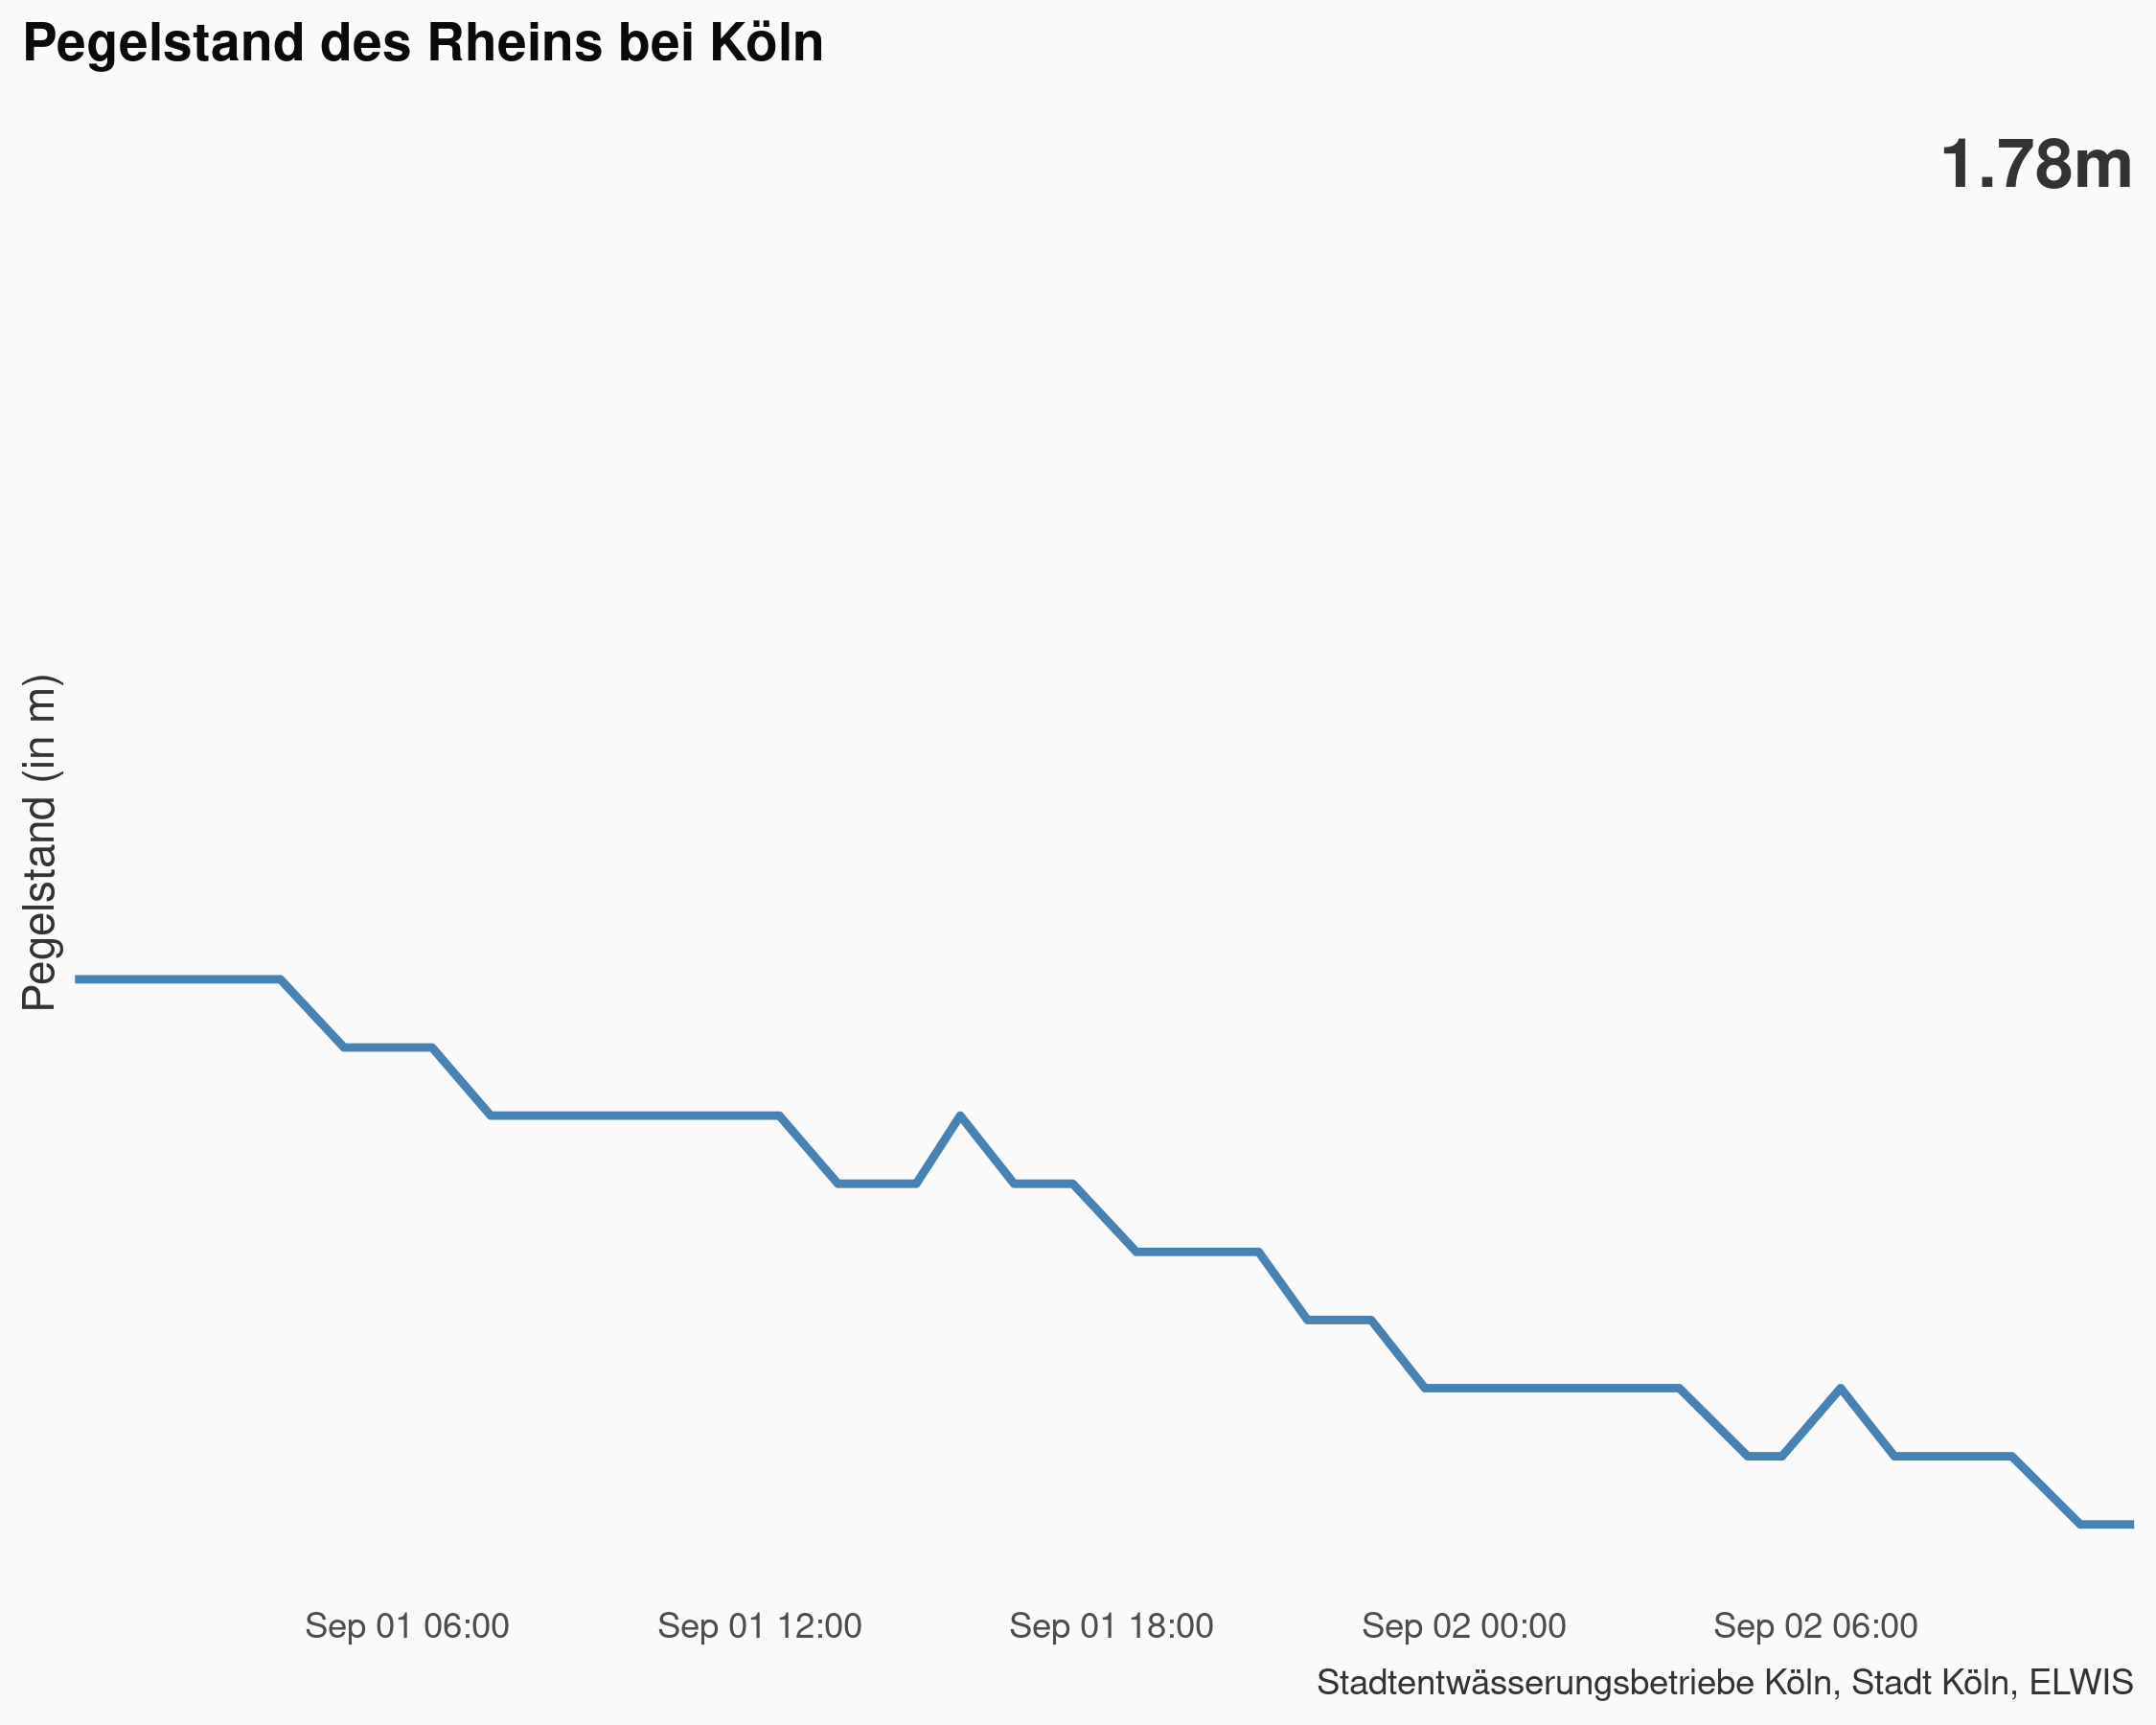 Pegelstand des Rheins bei Köln
1.78m
Pegelstand (in m)
Sep 01 06:00 Sep 01 12:00 Sep 01 18:00 Sep 02 00:00 Sep 02 06:00
Stadtentwässerungsbetriebe Köln, Stadt Köln, ELWIS